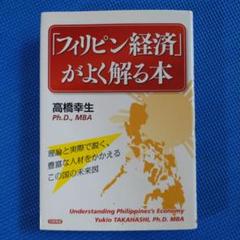 「フィリピン経済」
がよく解る本
高橋幸生
Ph.D., MBA
理論と実際で説く、
豊富な人材をかかえる
この国の未来因
Understanding Philippines's Economy
Yukio TAKAHASHI, Ph.D. MBA